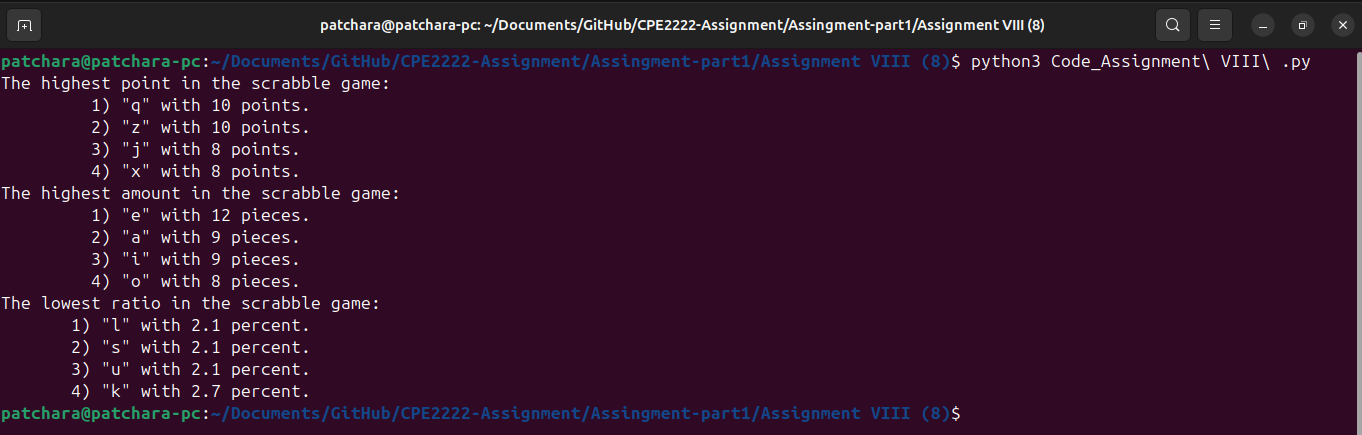 patchara@patchara-pc: ~/Documents/GitHub/CPE2222-Assignment/Assingment-part1/Assignment VIII (8)
patchara@patchara-pc:~/Documents/GitHub/CPE2222-Assignment/Assingment-part1/Assignment VIII (8)$ python3 Code_Assignment\ VIII\ .py
The highest point in the scrabble game:
1) "q" with 10 points.
2) "z" with 10 points.
3) "j" with 8 points.
4) "x" with 8 points.
The highest amount in the scrabble game:
1) "e" with 12 pieces.
2) "a" with 9 pieces.
3) "i" with 9 pieces.
4) "o" with 8 pieces.
The lowest ratio in the scrabble game:
1) "l" with 2.1 percent.
2) "s" with 2.1 percent.
3) "u" with 2.1 percent.
4) "k" with 2.7 percent.
patchara@patchara-pc:~/Documents/GitHub/CPE2222-Assignment/Assingment-part1/Assignment VIII (8)$